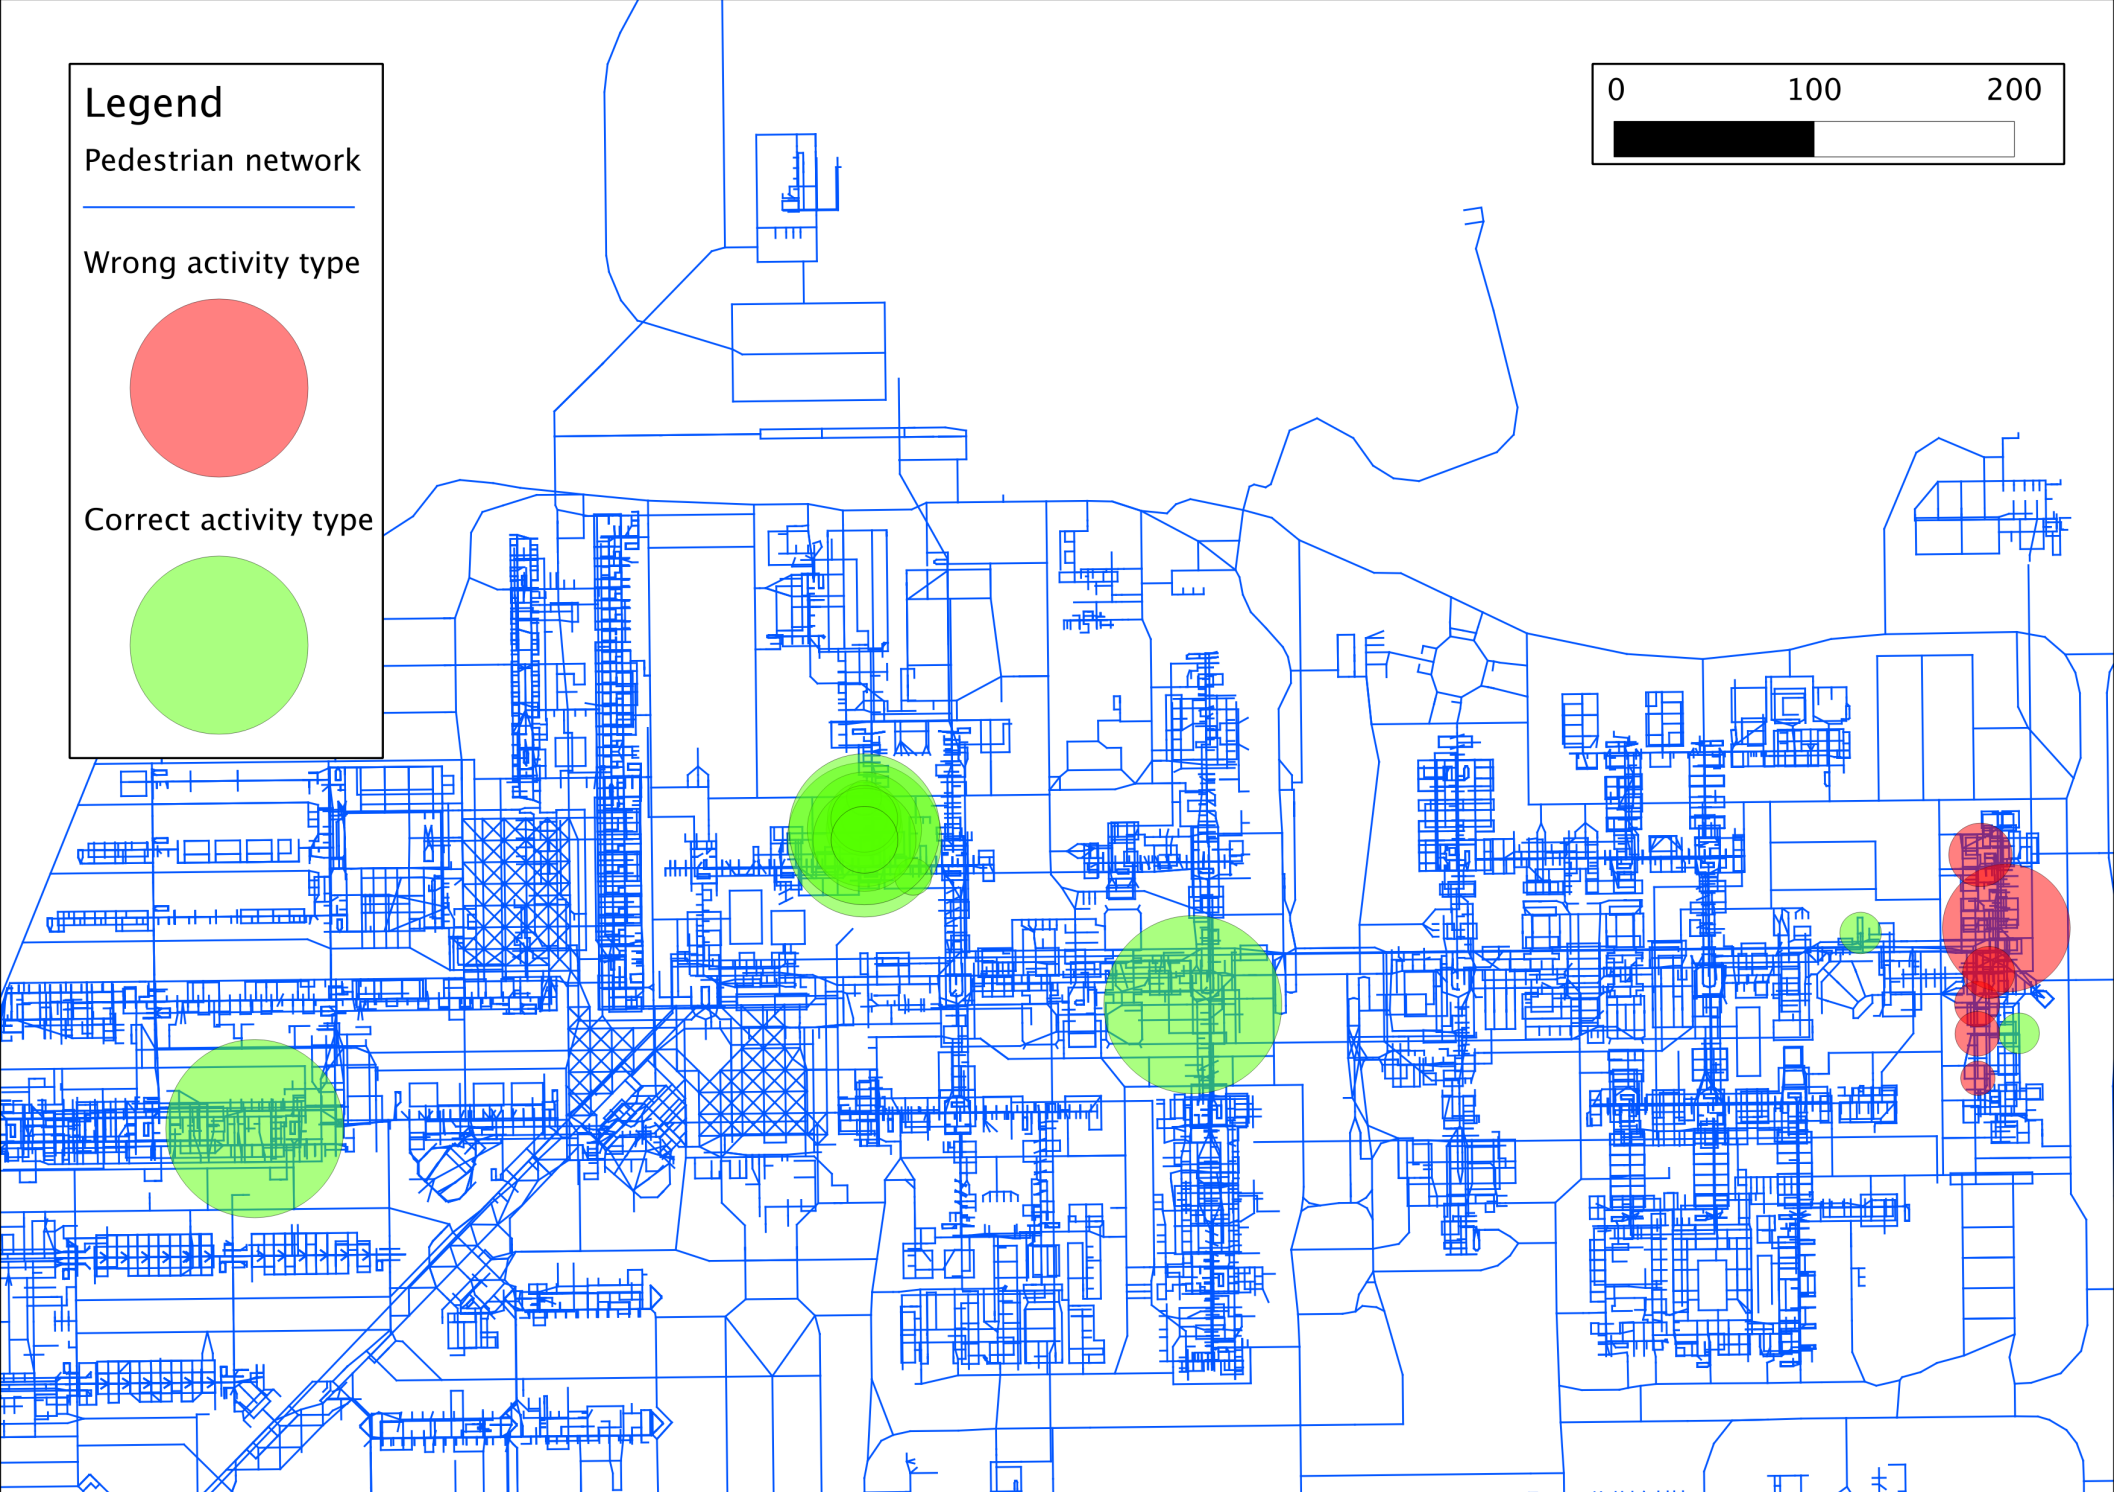 Legend
Pedestrian network
Wrong activity type
Correct activity type
0 100 200